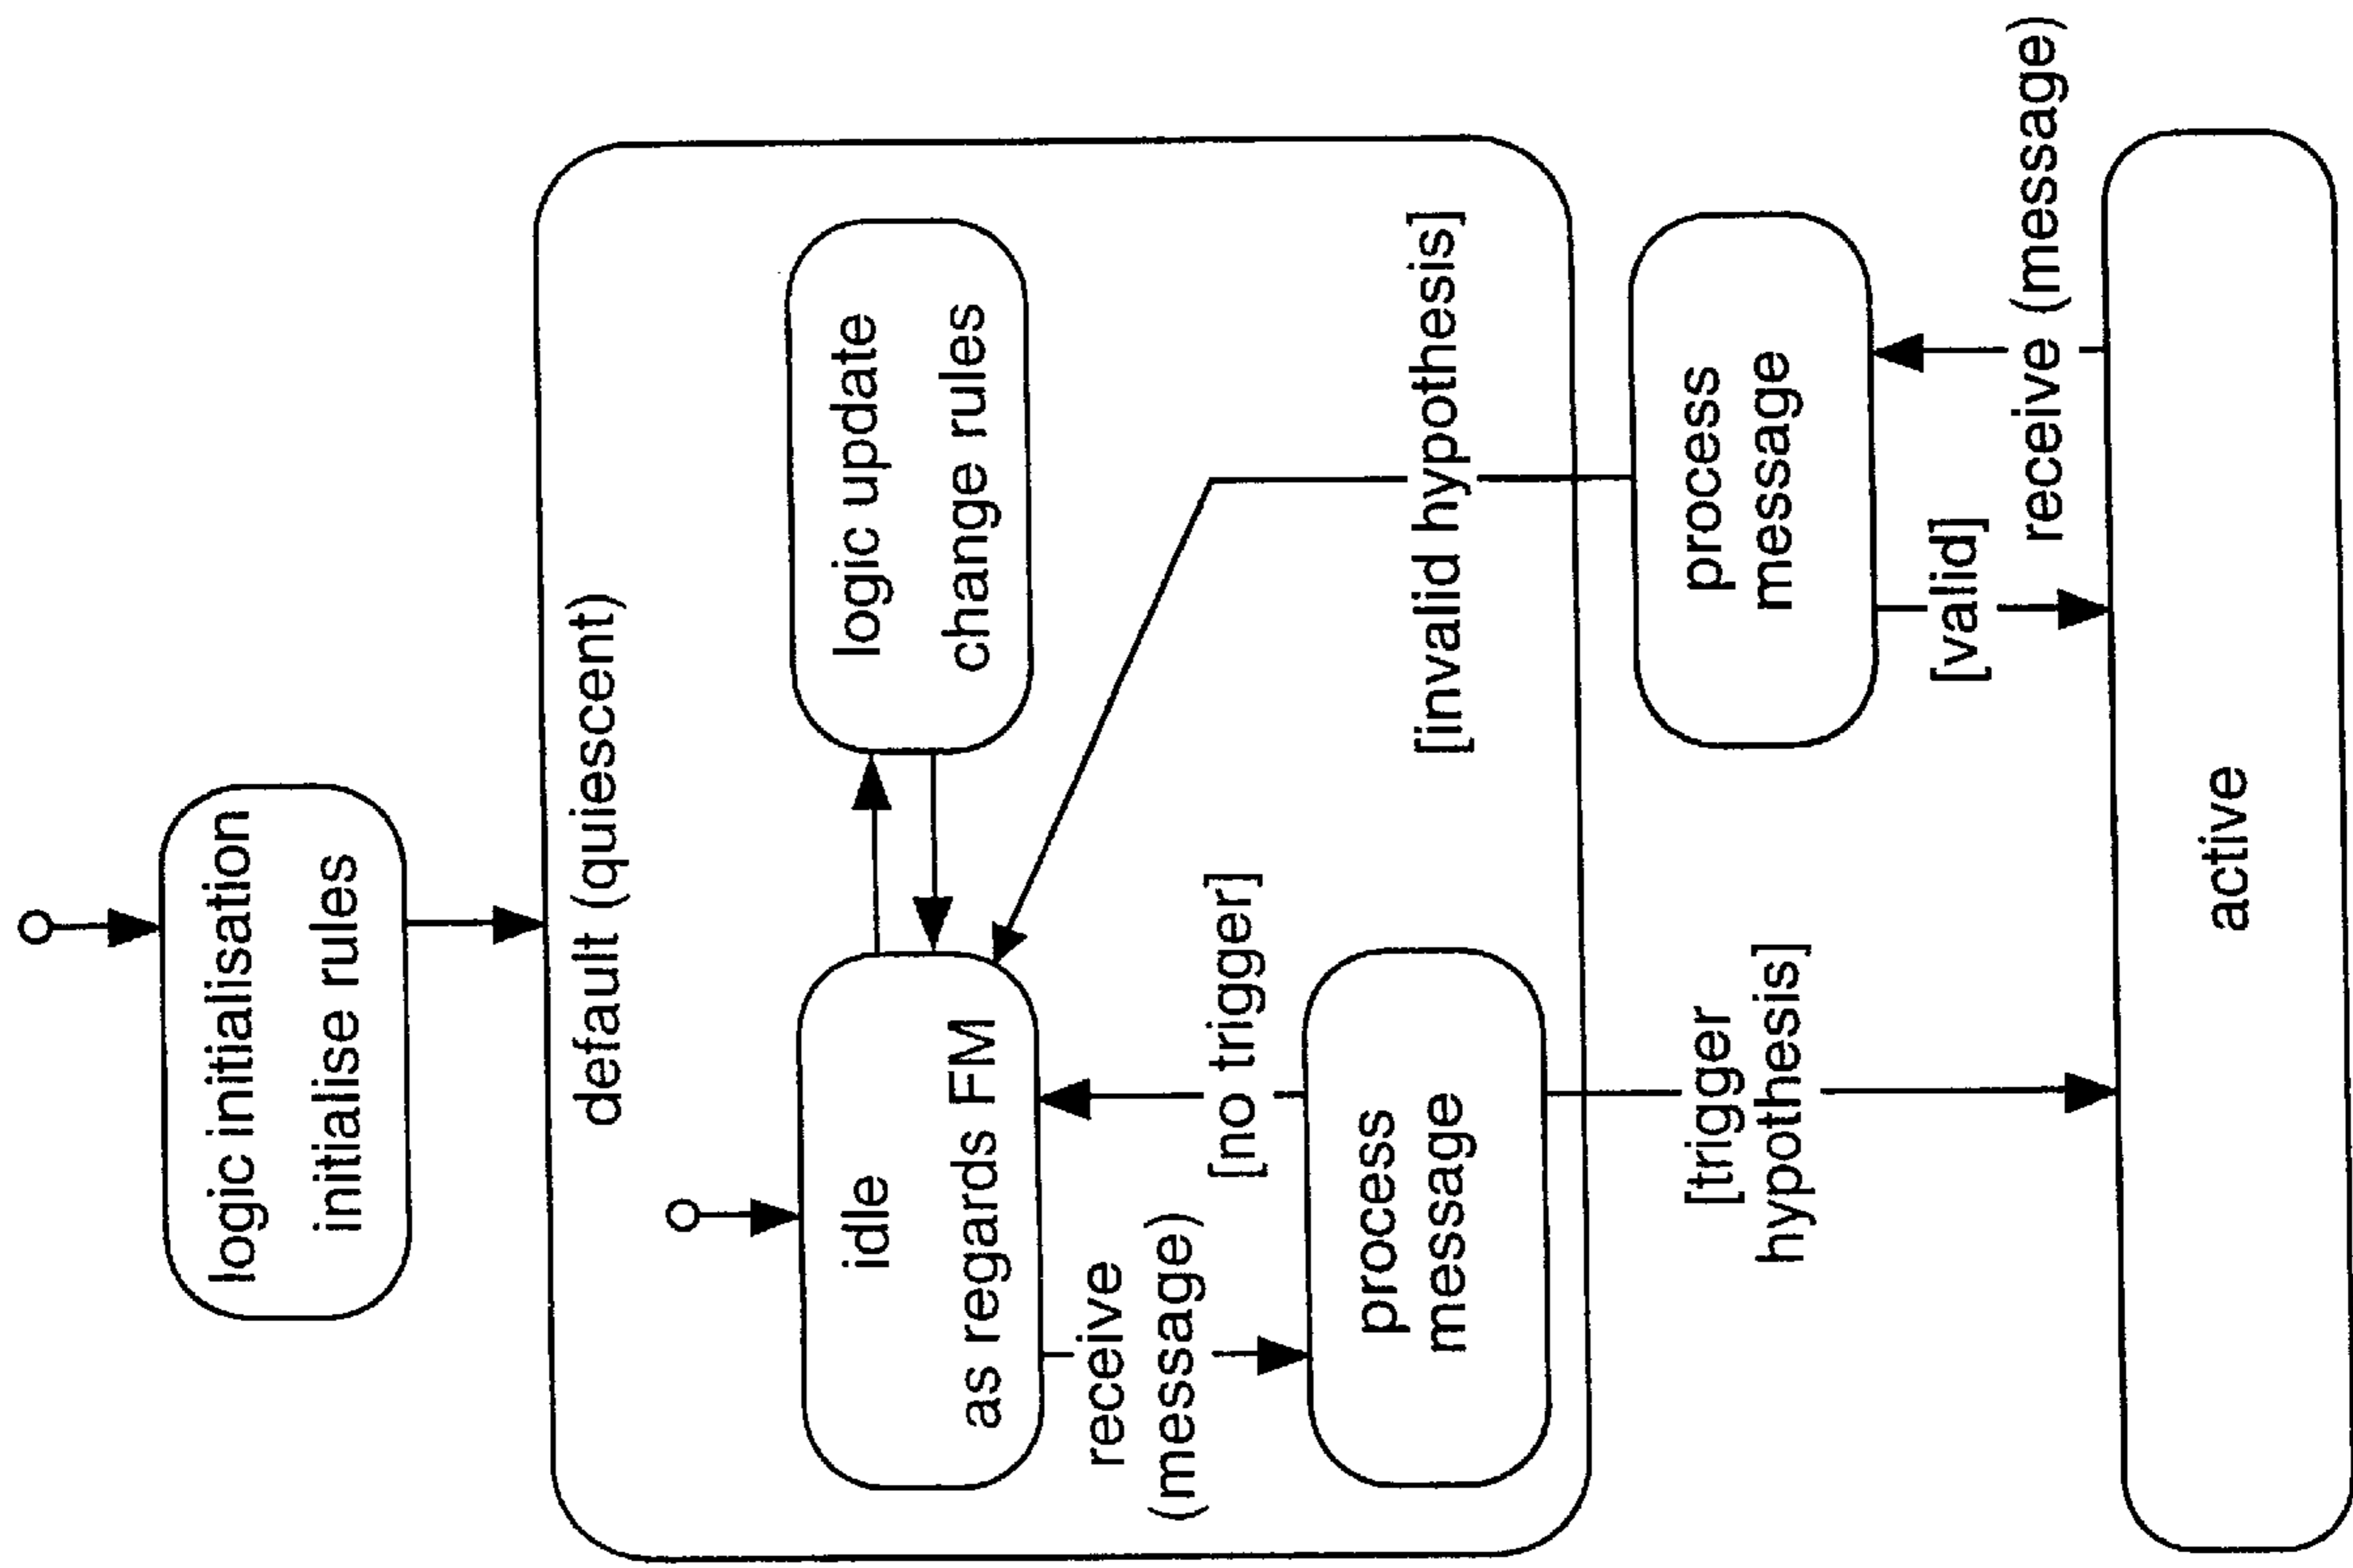 logic initialisation
initialise rules
default (quiescent)
idle
as regards FM
logic update
change rules
receive
(message)
[no trigger]
process
message
[invalid hypothesis]
[trigger
hypothesis]
process
message
[valid]
receive (message)
active